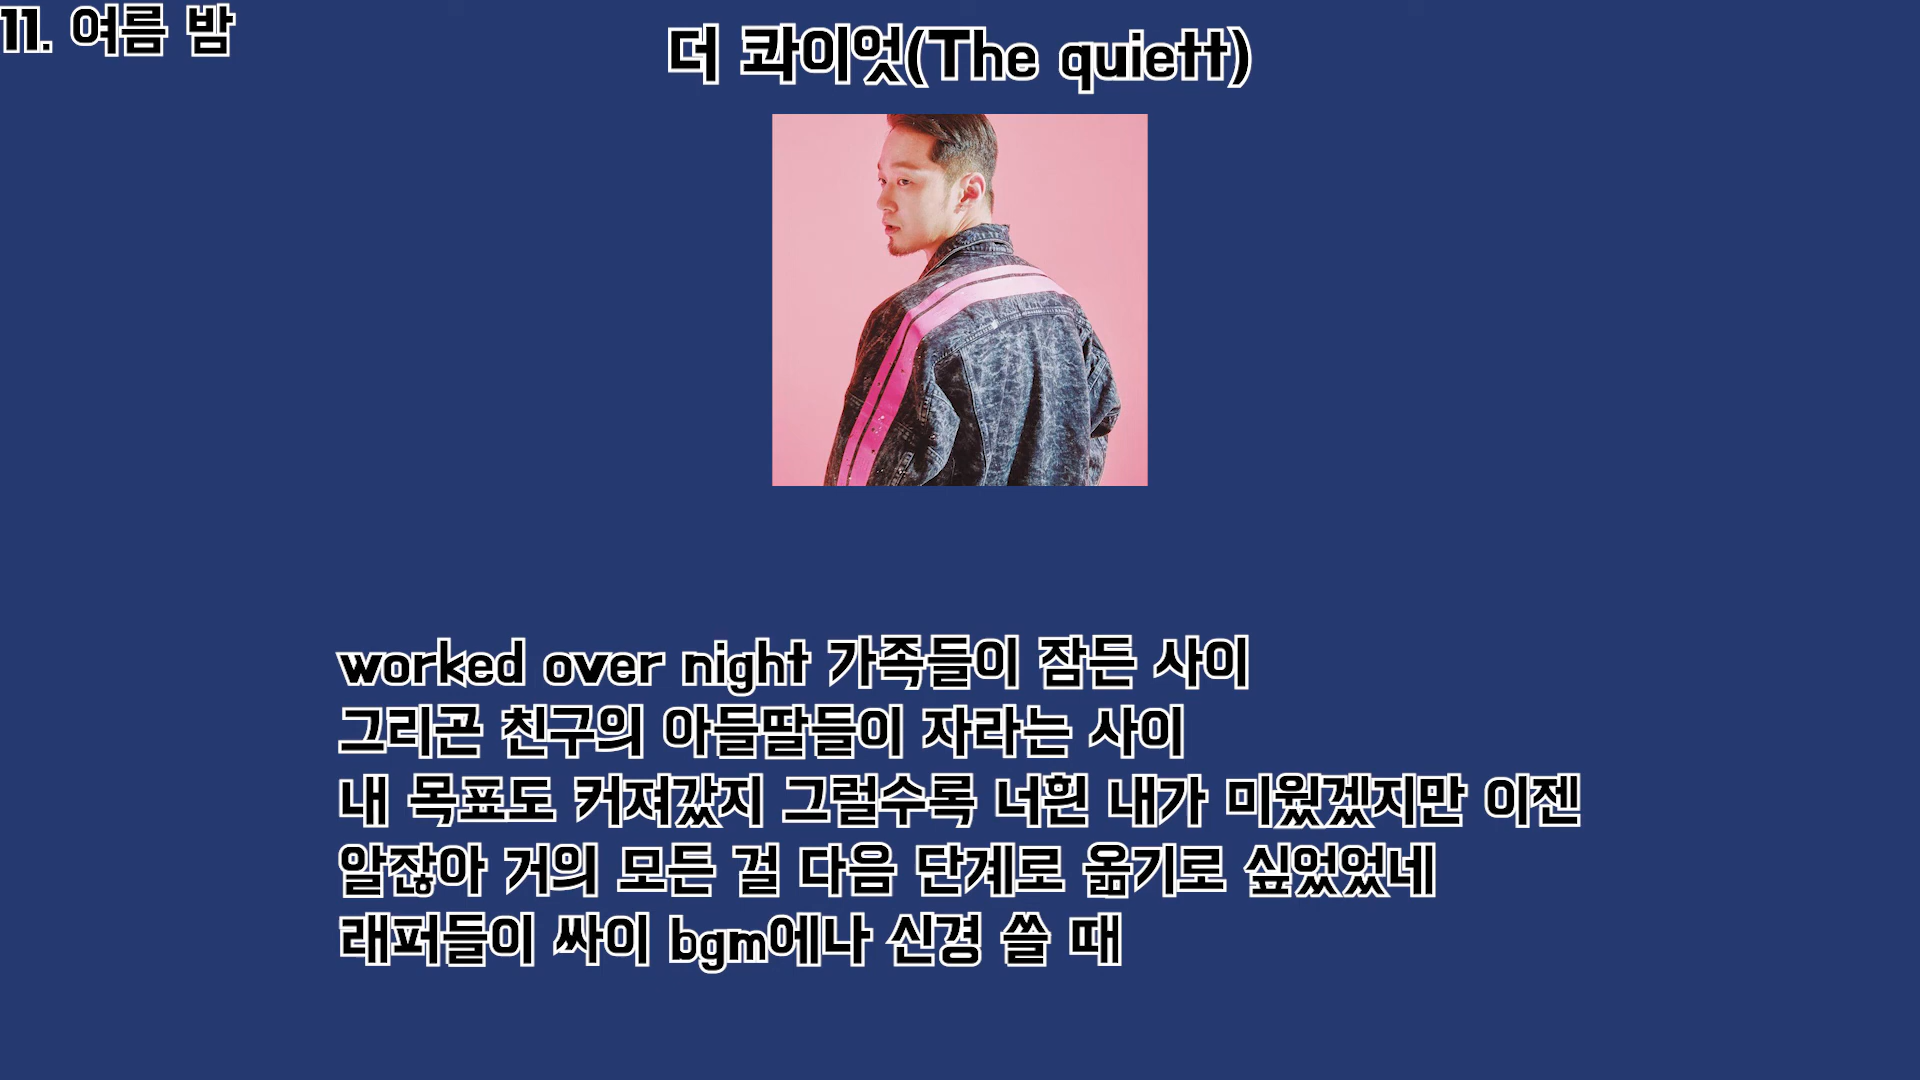 11. 여름 밤
더 콰이엇(The quiett)
worked over night 가족들이 잠든 사이
그리곤 친구의 아들딸들이 자라는 사이
내 목표도 커져갔지 그럴수록 너흰 내가 미웠겠지만 이젠
알잖아 거의 모든 걸 다음 단계로 옮기로 싶었었네
래퍼들이 싸이 bgm에나 신경 쓸 때